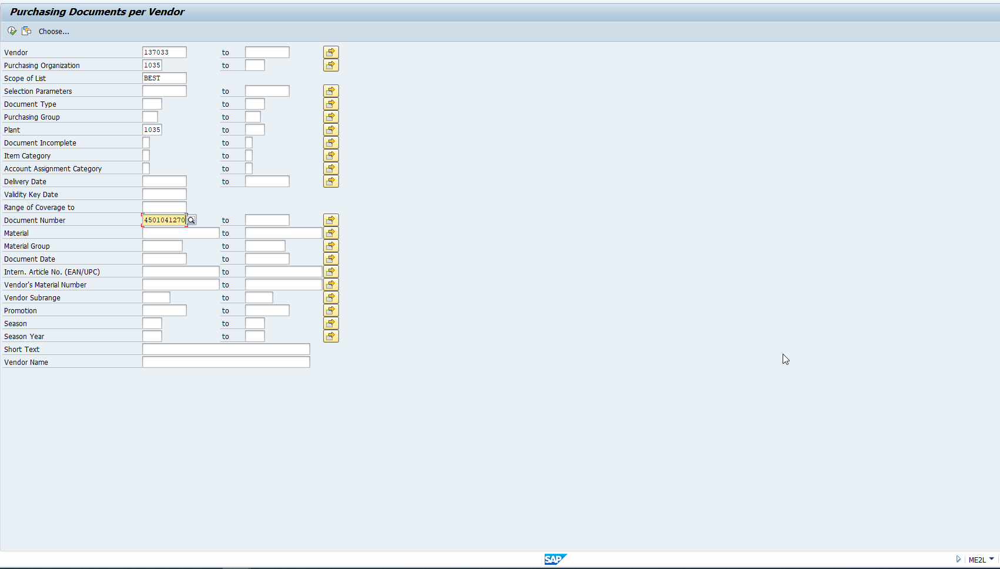 Purchasing Documents per Vendor
Choose...
Vendor 137033 to
Purchasing Organization 1035 to
Scope of List BEST
Selection Parameters to
Document Type to
Purchasing Group to
Plant 1035 to
Document Incomplete to
Item Category to
Account Assignment Category to
Delivery Date to
Validity Key Date
Range of Coverage to
Document Number 4501041270 to
Material to
Material Group to
Document Date to
Intern. Article No. (EAN/UPC) to
Vendor's Material Number to
Vendor Subrange to
Promotion to
Season to
Season Year to
Short Text
Vendor Name
SAP ME2L